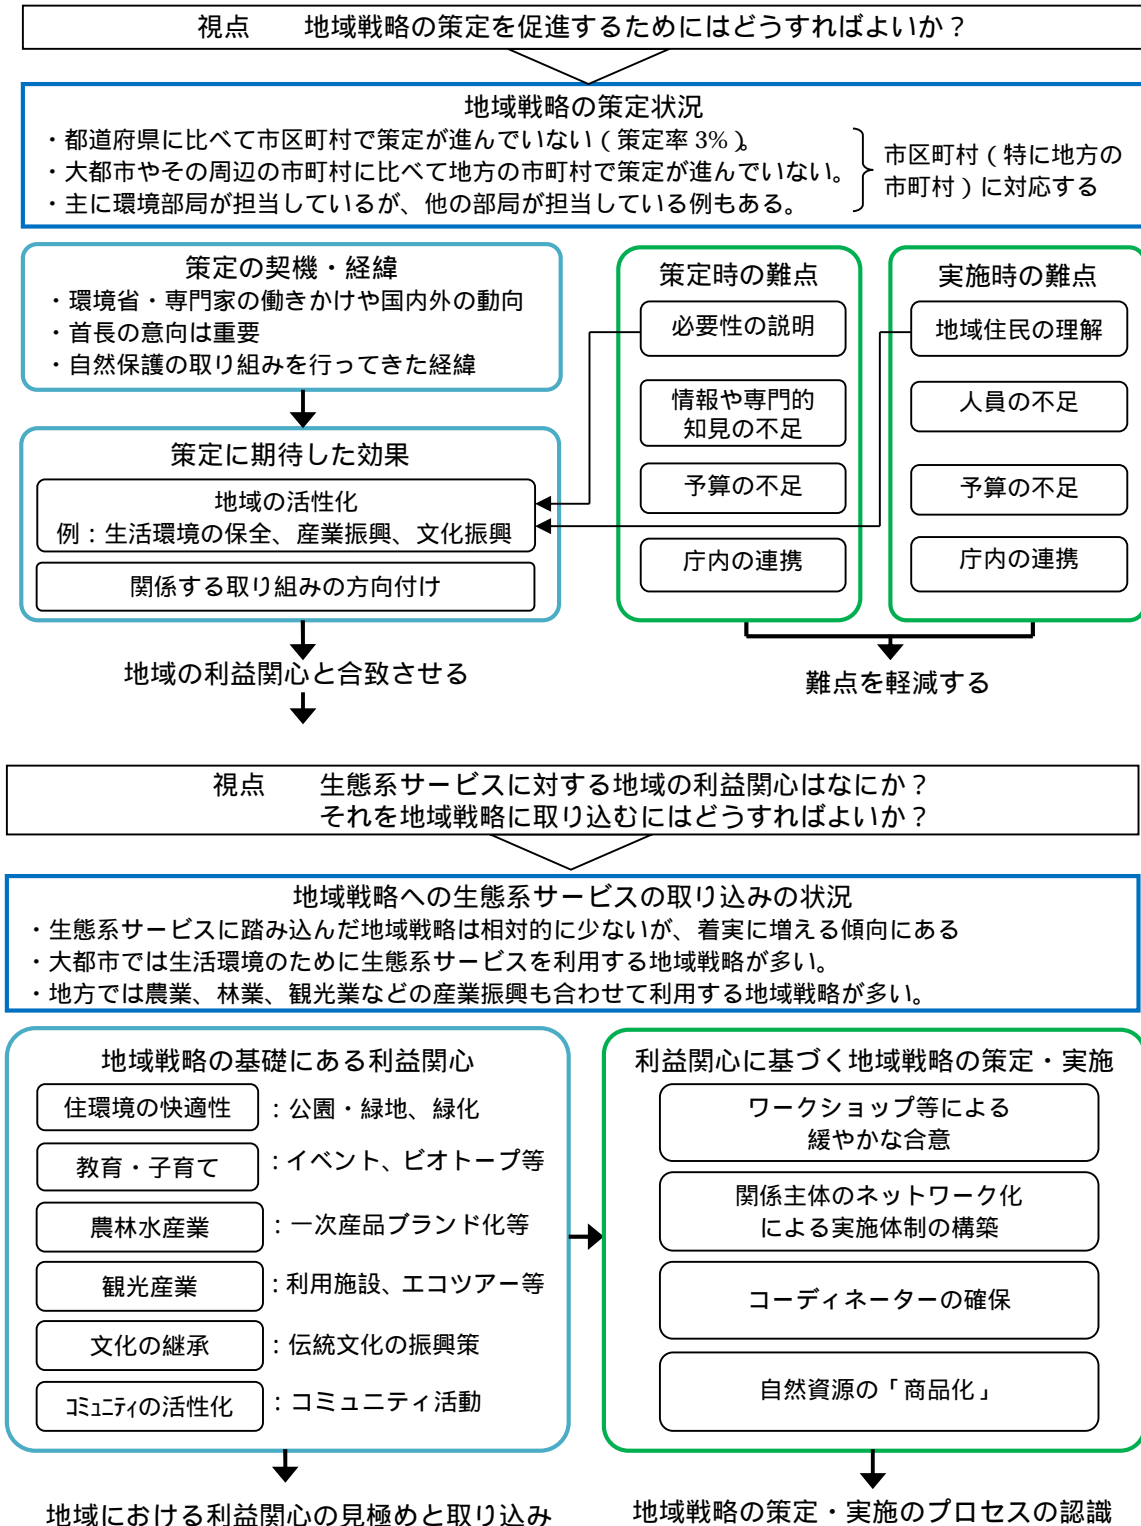 視点　　地域戦略の策定を促進するためにはどうすればよいか？
地域戦略の策定状況
・都道府県に比べて市区町村で策定が進んでいない（策定率 3%）。
・大都市やその周辺の市町村に比べて地方の市町村で策定が進んでいない。
・主に環境部局が担当しているが、他の部局が担当している例もある。
市区町村（特に地方の
市町村）に対応する
策定の契機・経緯
・環境省・専門家の働きかけや国内外の動向
・首長の意向は重要
・自然保護の取り組みを行ってきた経緯
策定に期待した効果
地域の活性化
例：生活環境の保全、産業振興、文化振興
関係する取り組みの方向付け
地域の利益関心と合致させる
策定時の難点
必要性の説明
情報や専門的
知見の不足
予算の不足
庁内の連携
実施時の難点
地域住民の理解
人員の不足
予算の不足
庁内の連携
難点を軽減する
視点　　生態系サービスに対する地域の利益関心はなにか？
それを地域戦略に取り込むにはどうすればよいか？
地域戦略への生態系サービスの取り込みの状況
・生態系サービスに踏み込んだ地域戦略は相対的に少ないが、着実に増える傾向にある
・大都市では生活環境のために生態系サービスを利用する地域戦略が多い。
・地方では農業、林業、観光業などの産業振興も合わせて利用する地域戦略が多い。
地域戦略の基礎にある利益関心
住環境の快適性：公園・緑地、緑化
教育・子育て：イベント、ビオトープ等
農林水産業：一次産品ブランド化等
観光産業：利用施設、エコツアー等
文化の継承：伝統文化の振興策
ｺﾐｭﾆﾃｨの活性化：コミュニティ活動
地域における利益関心の見極めと取り込み
利益関心に基づく地域戦略の策定・実施
ワークショップ等による
緩やかな合意
関係主体のネットワーク化
による実施体制の構築
コーディネーターの確保
自然資源の「商品化」
地域戦略の策定・実施のプロセスの認識